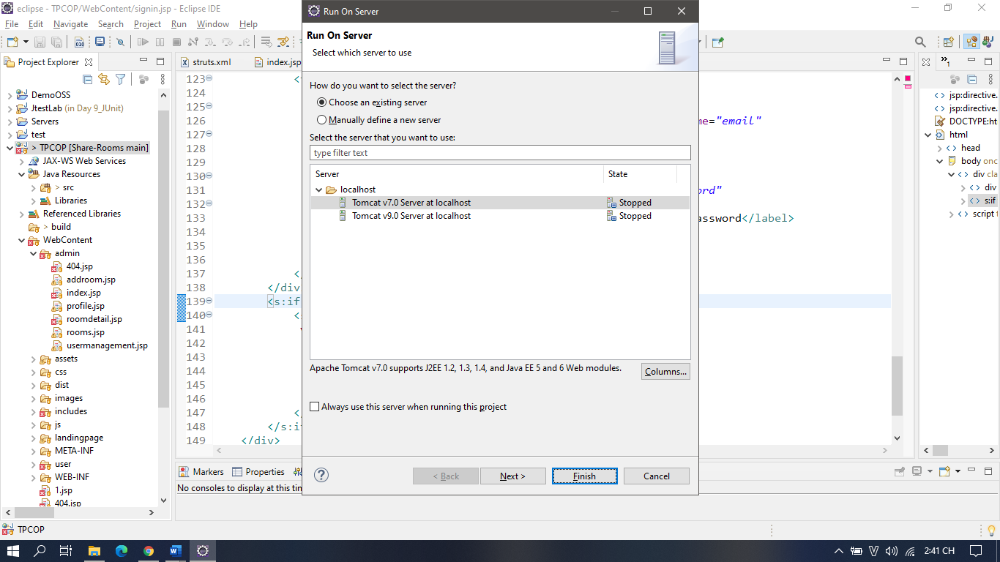 eclipse - TPCOP/WebContent/signin.jsp - Eclipse IDE
File Edit Navigate Search Project Run Window Help
Project Explorer
DemoOSS
JtestLab (in Day 9_JUnit)
Servers
test
> TPCOP [Share-Rooms main]
JAX-WS Web Services
Java Resources
> src
Libraries
Referenced Libraries
> build
WebContent
admin
404.jsp
addroom.jsp
index.jsp
profile.jsp
roomdetail.jsp
rooms.jsp
usermanagement.jsp
assets
css
dist
images
includes
js
landingpage
META-INF
user
WEB-INF
1.jsp
404.jsp
struts.xml index.jsp
123
124
125
126 me="email"
127
128
129
130
131 ord"
132
133 assword</label>
134
135
136
137 </
138 </div
139 <s:if
140 <
141
142
143
144
145
146
147 </
148 </s:i
149 </div>
Run On Server
Run On Server
Select which server to use
How do you want to select the server?
Choose an existing server
Manually define a new server
Select the server that you want to use:
type filter text
Server State
localhost
Tomcat v7.0 Server at localhost Stopped
Tomcat v9.0 Server at localhost Stopped
Apache Tomcat v7.0 supports J2EE 1.2, 1.3, 1.4, and Java EE 5 and 6 Web modules.
Columns...
Always use this server when running this project
< Back Next > Finish Cancel
»1
jsp:directive.
jsp:directive.
DOCTYPE:ht
html
head
body onc
div cla
div
s:if
script t
Markers Properties
No consoles to display at this tim
TPCOP
2:41 CH